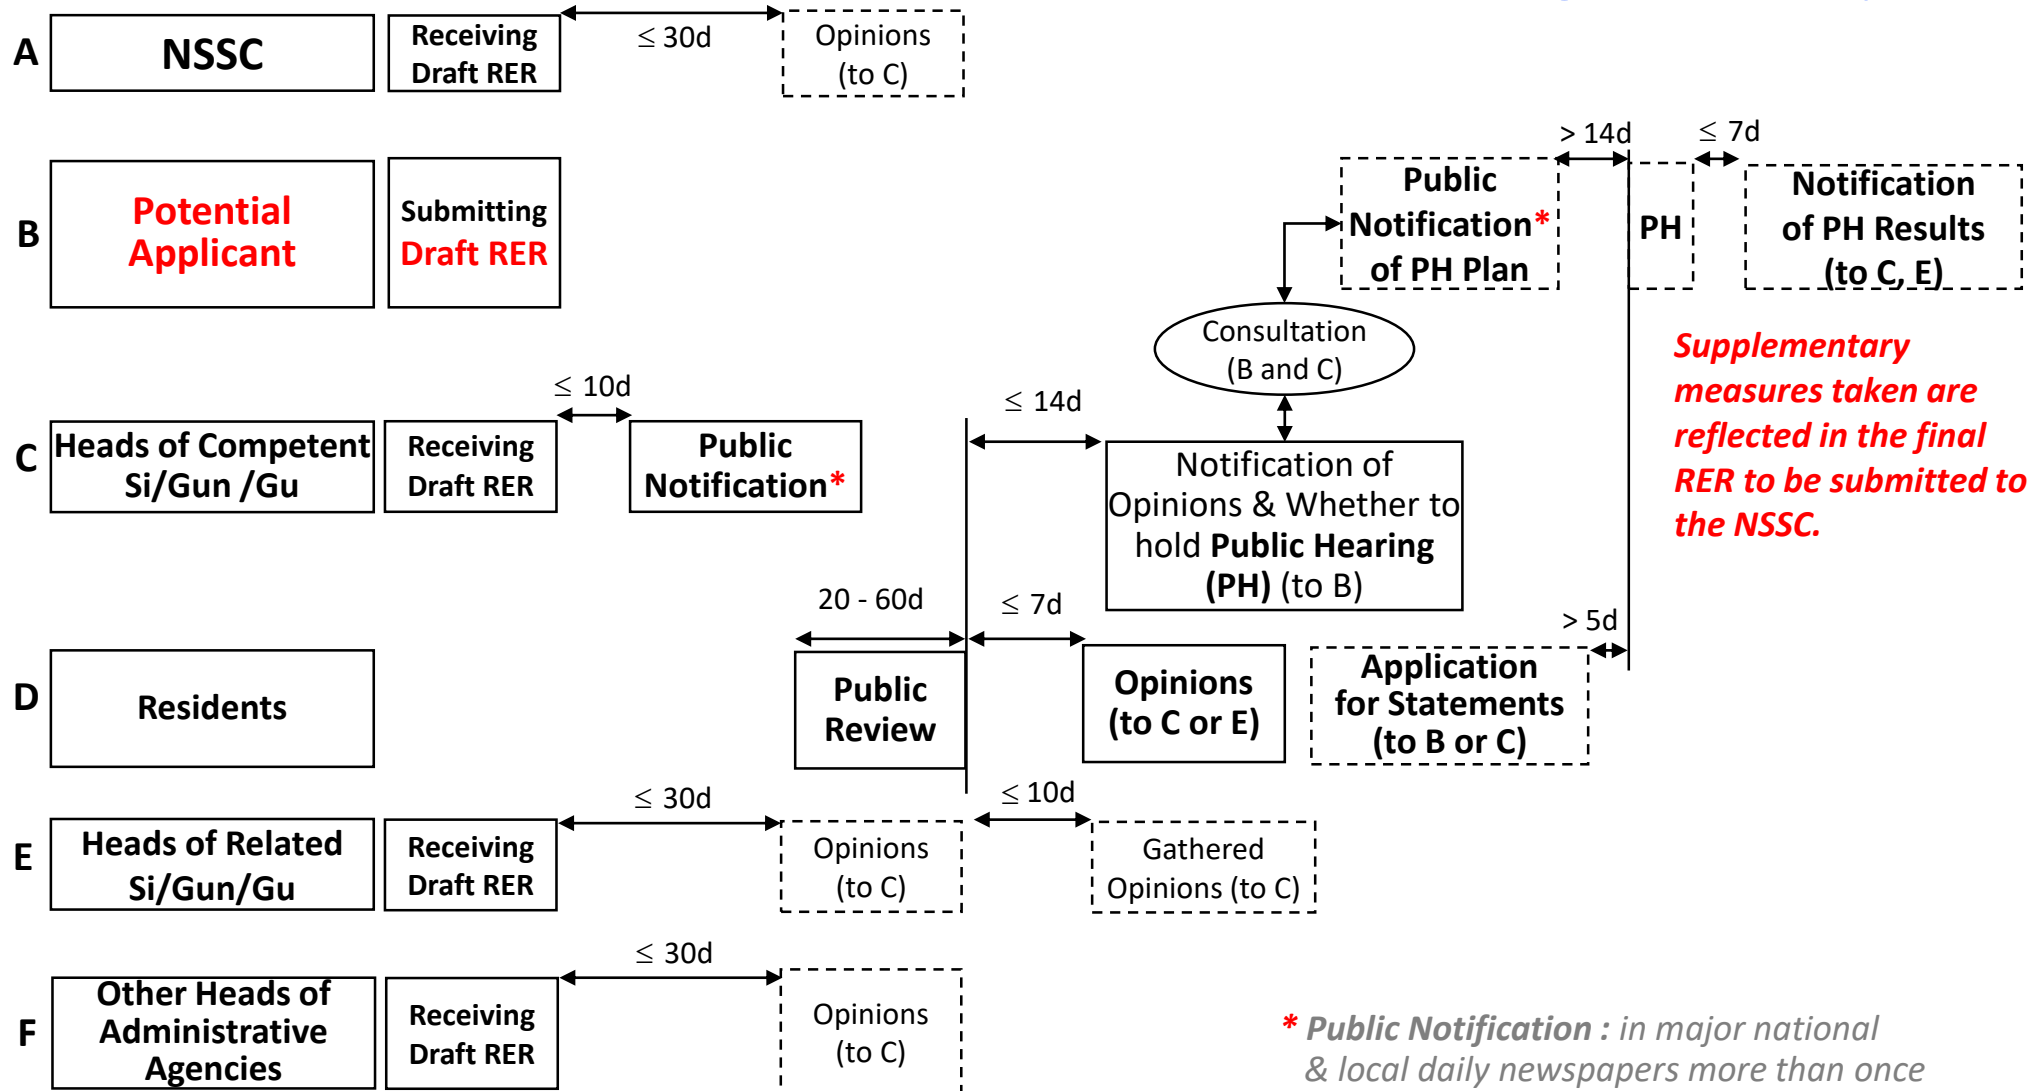 A
NSSC
Receiving
Draft RER
≤ 30d
Opinions
(to C)
B
Potential
Applicant
Submitting
Draft RER
Public
Notification*
of PH Plan
> 14d
PH
≤ 7d
Notification
of PH Results
(to C, E)
Consultation
(B and C)
Supplementary
measures taken are
reflected in the final
RER to be submitted to
the NSSC.
C
Heads of Competent
Si/Gun /Gu
Receiving
Draft RER
≤ 10d
Public
Notification*
≤ 14d
Notification of
Opinions & Whether to
hold Public Hearing
(PH) (to B)
D
Residents
20 - 60d
Public
Review
≤ 7d
Opinions
(to C or E)
Application
for Statements
(to B or C)
> 5d
E
Heads of Related
Si/Gun/Gu
Receiving
Draft RER
≤ 30d
Opinions
(to C)
≤ 10d
Gathered
Opinions (to C)
F
Other Heads of
Administrative
Agencies
Receiving
Draft RER
≤ 30d
Opinions
(to C)
* Public Notification : in major national
& local daily newspapers more than once